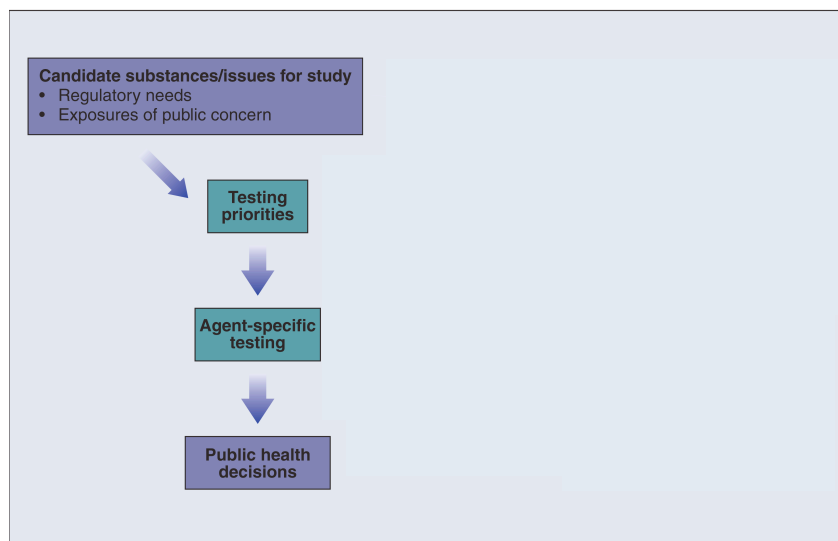 Candidate substances/issues for study
• Regulatory needs
• Exposures of public concern
Testing
priorities
Agent-specific
testing
Public health
decisions